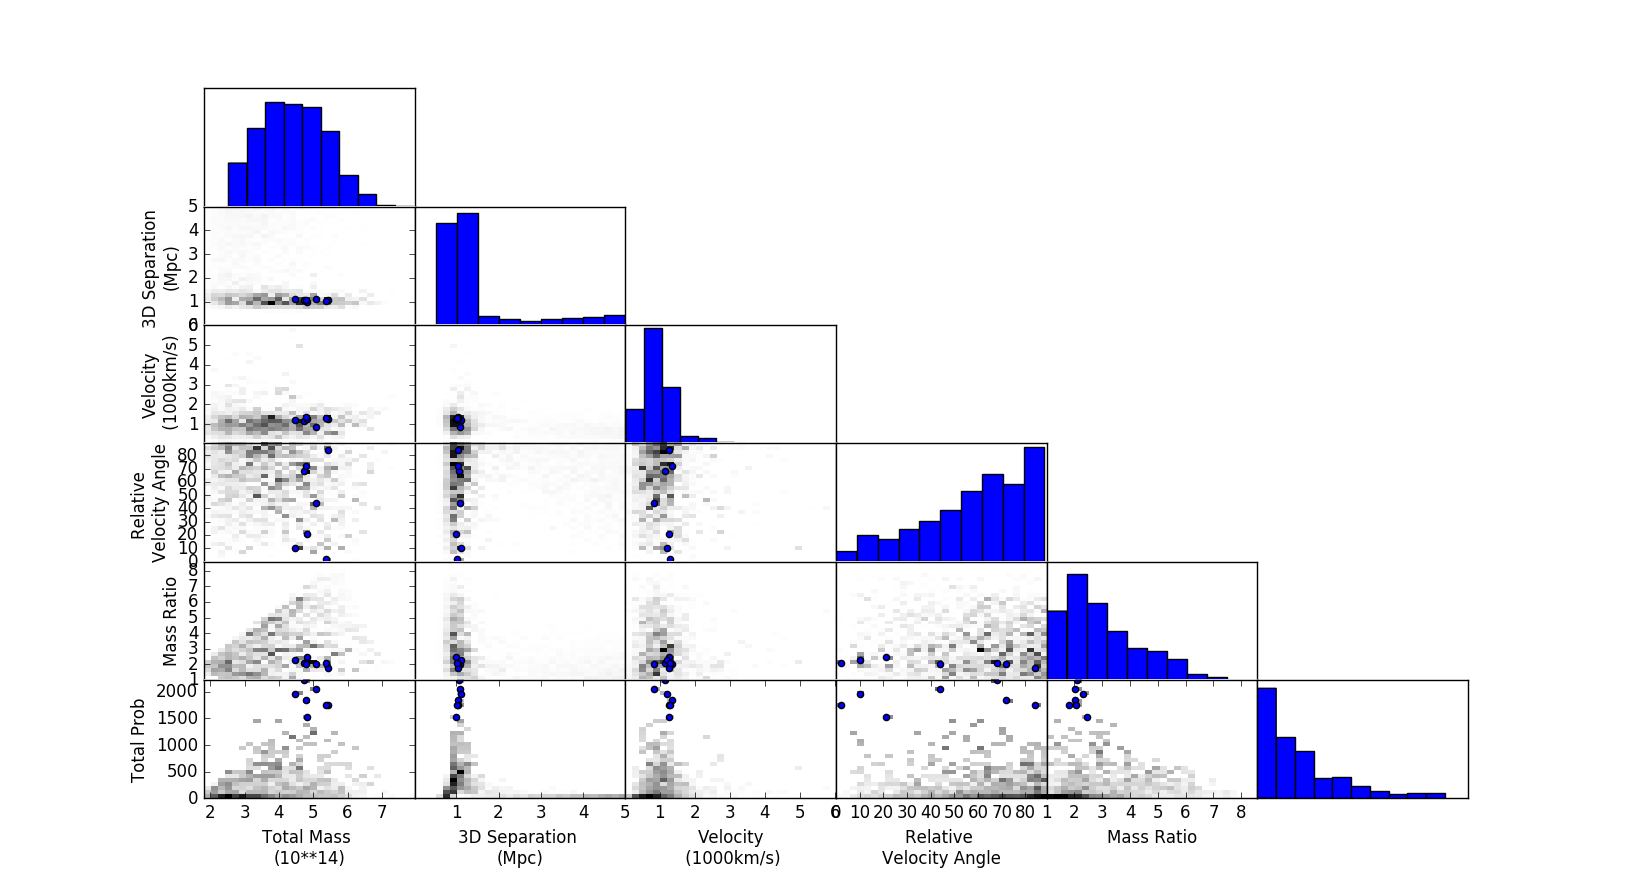 5
4
3
2
1
0
3D Separation
(Mpc)
6
5
4
3
2
1
Velocity
(1000km/s)
80
70
60
50
40
30
20
10
0
Relative
Velocity Angle
8
7
6
5
4
3
2
1
Mass Ratio
2000
1500
1000
500
0
Total Prob
2 3 4 5 6 7
1 2 3 4 5
1 2 3 4 5 6
0 10 20 30 40 50 60 70 80
1 2 3 4 5 6 7 8
Total Mass
(10**14)
3D Separation
(Mpc)
Velocity
(1000km/s)
Relative
Velocity Angle
Mass Ratio